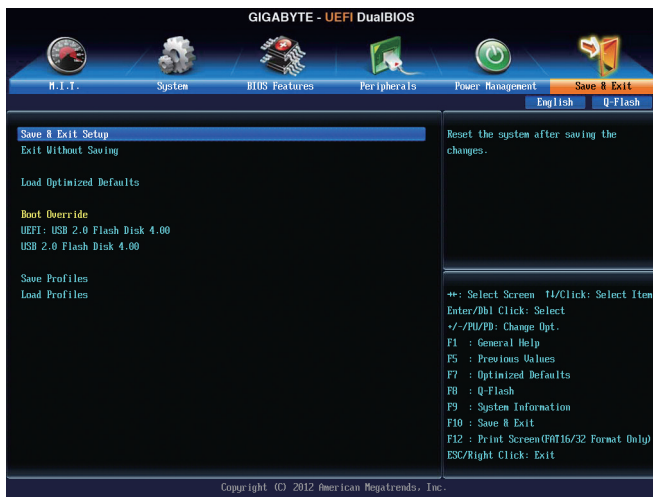 GIGABYTE - UEFI DualBIOS
M.I.T. System BIOS Features Peripherals Power Management Save & Exit
English Q-Flash
Save & Exit Setup
Exit Without Saving
Load Optimized Defaults
Boot Override
UEFI: USB 2.0 Flash Disk 4.00
USB 2.0 Flash Disk 4.00
Save Profiles
Load Profiles
Reset the system after saving the
changes.
→←: Select Screen ↑↓/Click: Select Item
Enter/Dbl Click: Select
+/-/PU/PD: Change Opt.
F1 : General Help
F5 : Previous Values
F7 : Optimized Defaults
F8 : Q-Flash
F9 : System Information
F10 : Save & Exit
F12 : Print Screen(FAT16/32 Format Only)
ESC/Right Click: Exit
Copyright (C) 2012 American Megatrends, Inc.